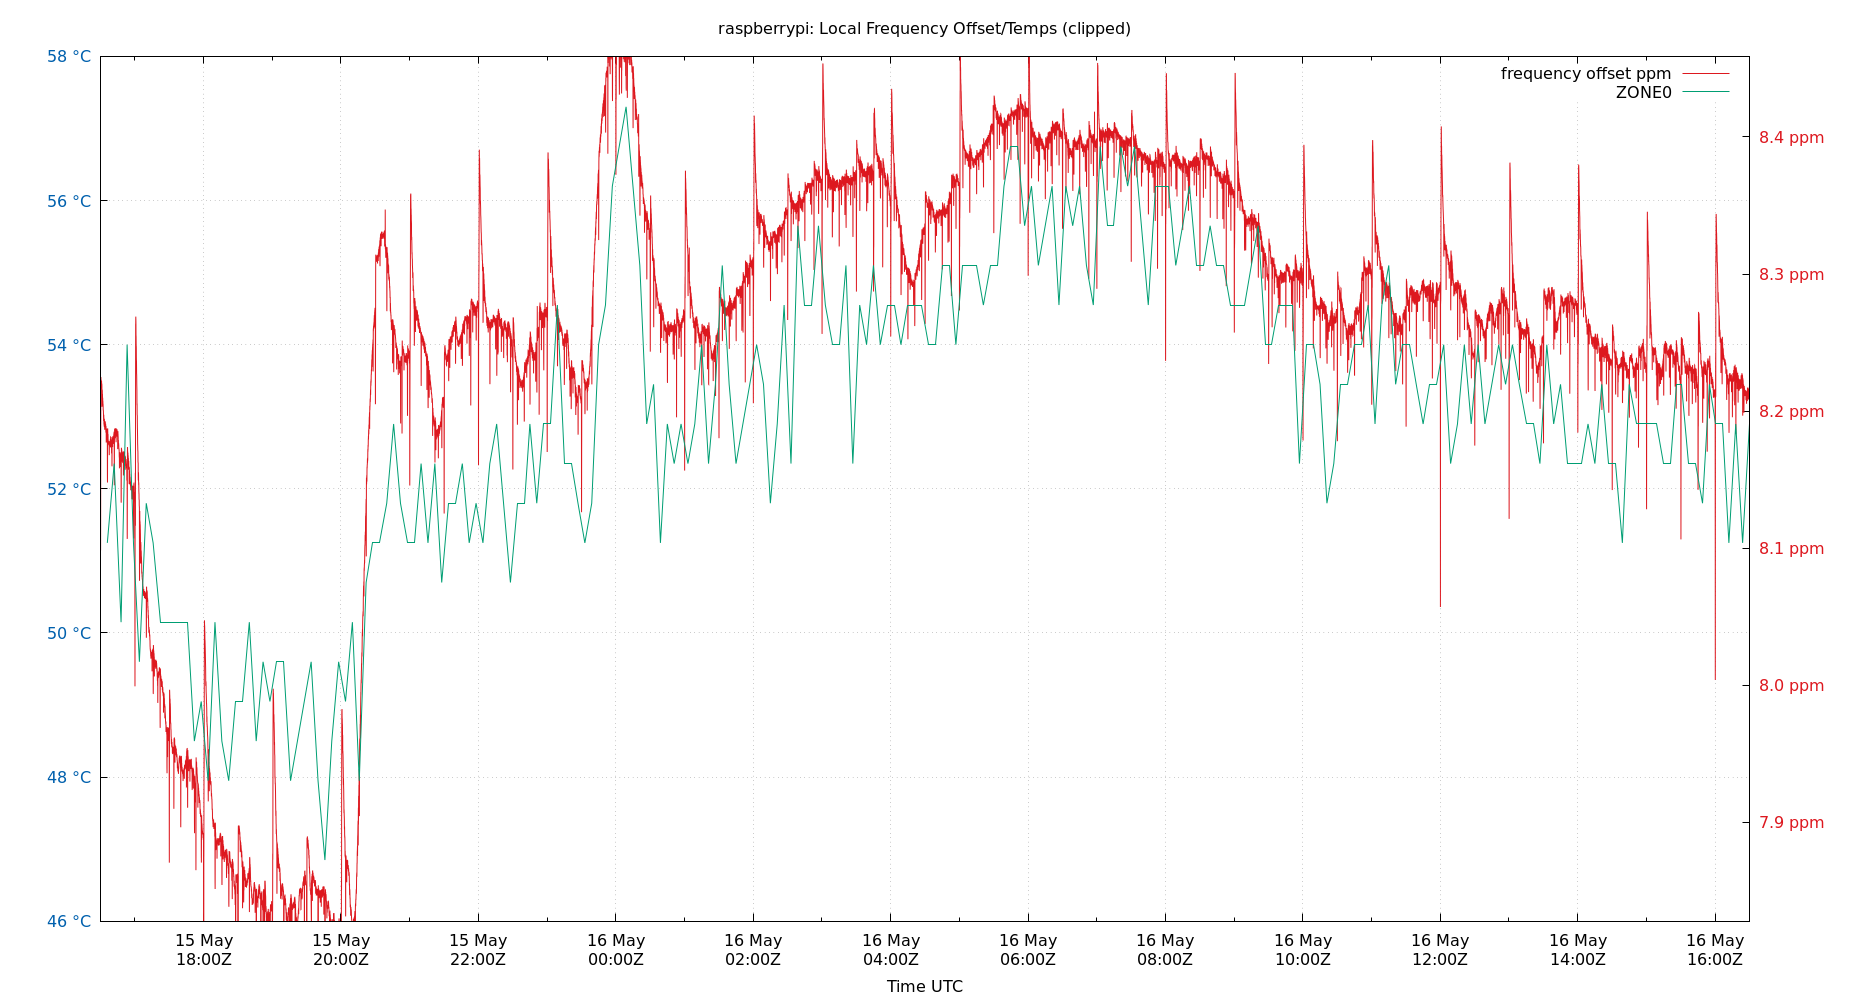 raspberrypi: Local Frequency Offset/Temps (clipped)
frequency offset ppm
ZONE0
58 °C
56 °C
54 °C
52 °C
50 °C
48 °C
46 °C
8.4 ppm
8.3 ppm
8.2 ppm
8.1 ppm
8.0 ppm
7.9 ppm
15 May 15 May 15 May 16 May 16 May 16 May 16 May 16 May 16 May 16 May 16 May 16 May
18:00Z 20:00Z 22:00Z 00:00Z 02:00Z 04:00Z 06:00Z 08:00Z 10:00Z 12:00Z 14:00Z 16:00Z
Time UTC